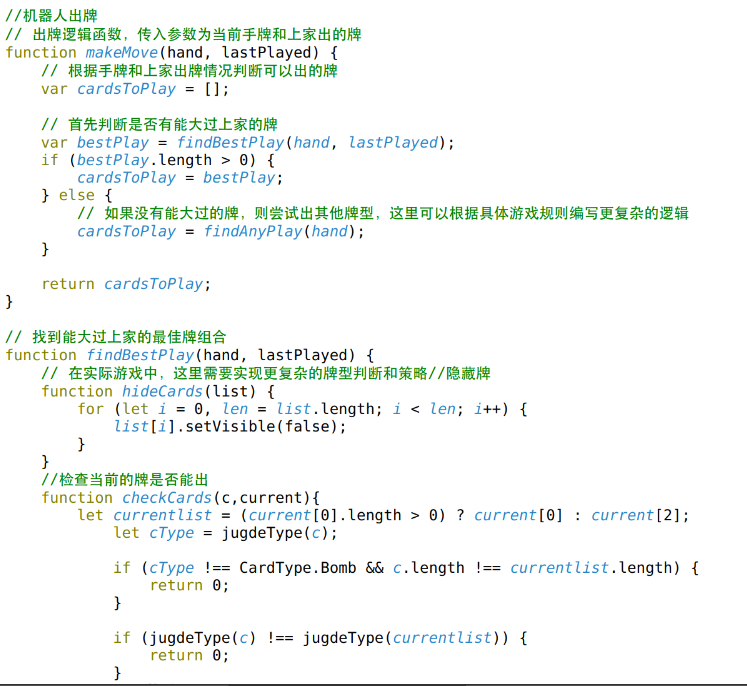 //机器人出牌
// 出牌逻辑函数，传入参数为当前手牌和上家出的牌
function makeMove(hand, lastPlayed) {
    // 根据手牌和上家出牌情况判断可以出的牌
    var cardsToPlay = [];

    // 首先判断是否有能大过上家的牌
    var bestPlay = findBestPlay(hand, lastPlayed);
    if (bestPlay.length > 0) {
        cardsToPlay = bestPlay;
    } else {
        // 如果没有能大过的牌，则尝试出其他牌型，这里可以根据具体游戏规则编写更复杂的逻辑
        cardsToPlay = findAnyPlay(hand);
    }

    return cardsToPlay;
}

// 找到能大过上家的最佳牌组合
function findBestPlay(hand, lastPlayed) {
    // 在实际游戏中，这里需要实现更复杂的牌型判断和策略//隐藏牌
    function hideCards(list) {
        for (let i = 0, len = list.length; i < len; i++) {
            list[i].setVisible(false);
        }
    }
    //检查当前的牌是否能出
    function checkCards(c,current){
        let currentlist = (current[0].length > 0) ? current[0] : current[2];
            let cType = jugdeType(c);

            if (cType !== CardType.Bomb && c.length !== currentlist.length) {
                return 0;
            }

            if (jugdeType(c) !== jugdeType(currentlist)) {
                return 0;
            }